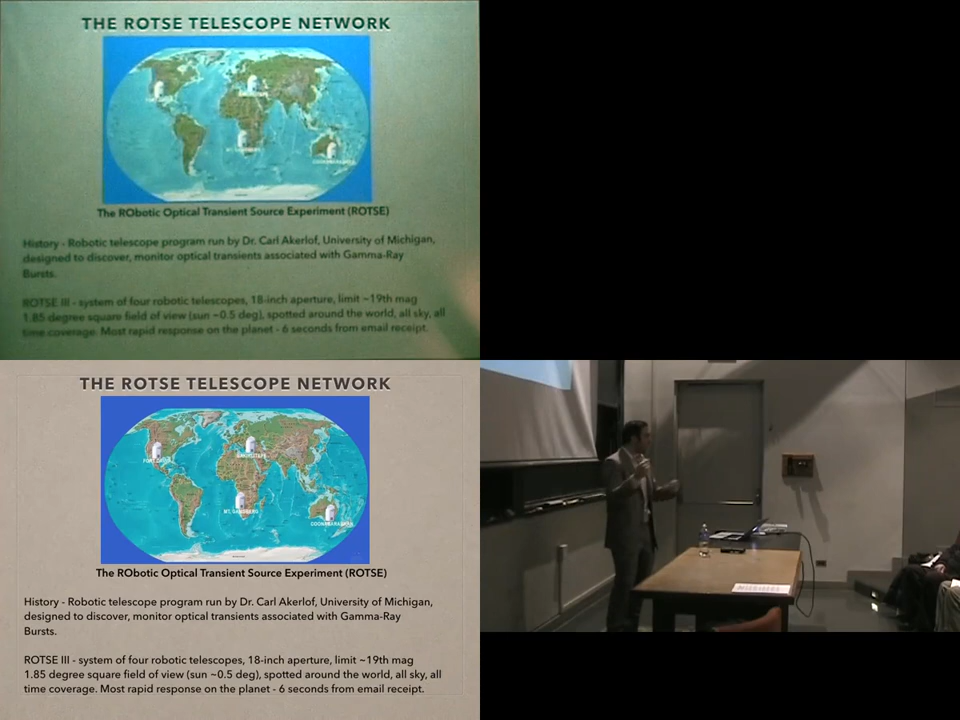 THE ROTSE TELESCOPE NETWORK
The RObotic Optical Transient Source Experiment (ROTSE)
History - Robotic telescope program run by Dr. Carl Akerlof, University of Michigan,
designed to discover, monitor optical transients associated with Gamma-Ray
Bursts.
ROTSE III - system of four robotic telescopes, 18-inch aperture, limit ~19th mag
1.85 degree square field of view (sun ~0.5 deg), spotted around the world, all sky, all
time coverage. Most rapid response on the planet - 6 seconds from email receipt.
THE ROTSE TELESCOPE NETWORK
MT. GAMSBERG
The RObotic Optical Transient Source Experiment (ROTSE)
History - Robotic telescope program run by Dr. Carl Akerlof, University of Michigan,
designed to discover, monitor optical transients associated with Gamma-Ray
Bursts.
ROTSE III - system of four robotic telescopes, 18-inch aperture, limit ~19th mag
1.85 degree square field of view (sun ~0.5 deg), spotted around the world, all sky, all
time coverage. Most rapid response on the planet - 6 seconds from email receipt.